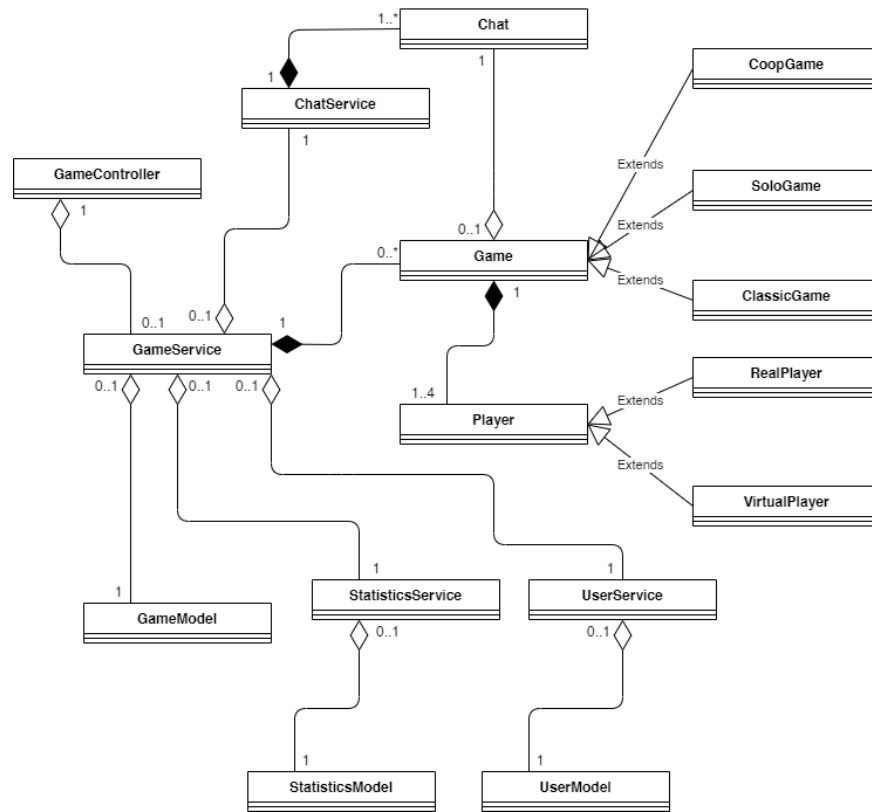 1..*
Chat
1
CoopGame
1
ChatService
1
Extends
GameController
1
SoloGame
0..1
Extends
0..*
Game
1
Extends
ClassicGame
0..1
0..1
1
GameService
0..1
0..1
0..1
RealPlayer
1..4
Extends
Player
Extends
VirtualPlayer
1
1
1
StatisticsService
UserService
GameModel
0..1
0..1
1
1
StatisticsModel
UserModel